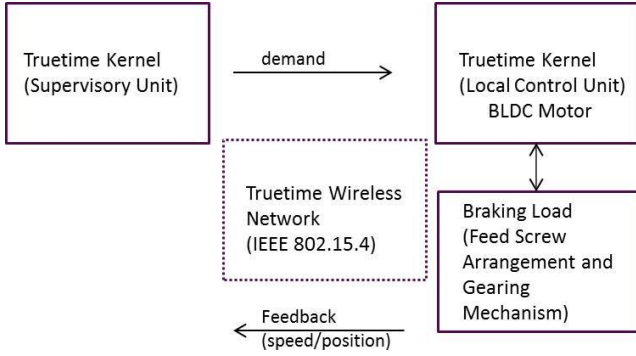 Truetime Kernel
(Supervisory Unit)
demand
Truetime Kernel
(Local Control Unit)
BLDC Motor
Truetime Wireless
Network
(IEEE 802.15.4)
Braking Load
(Feed Screw
Arrangement and
Gearing
Mechanism)
Feedback
(speed/position)